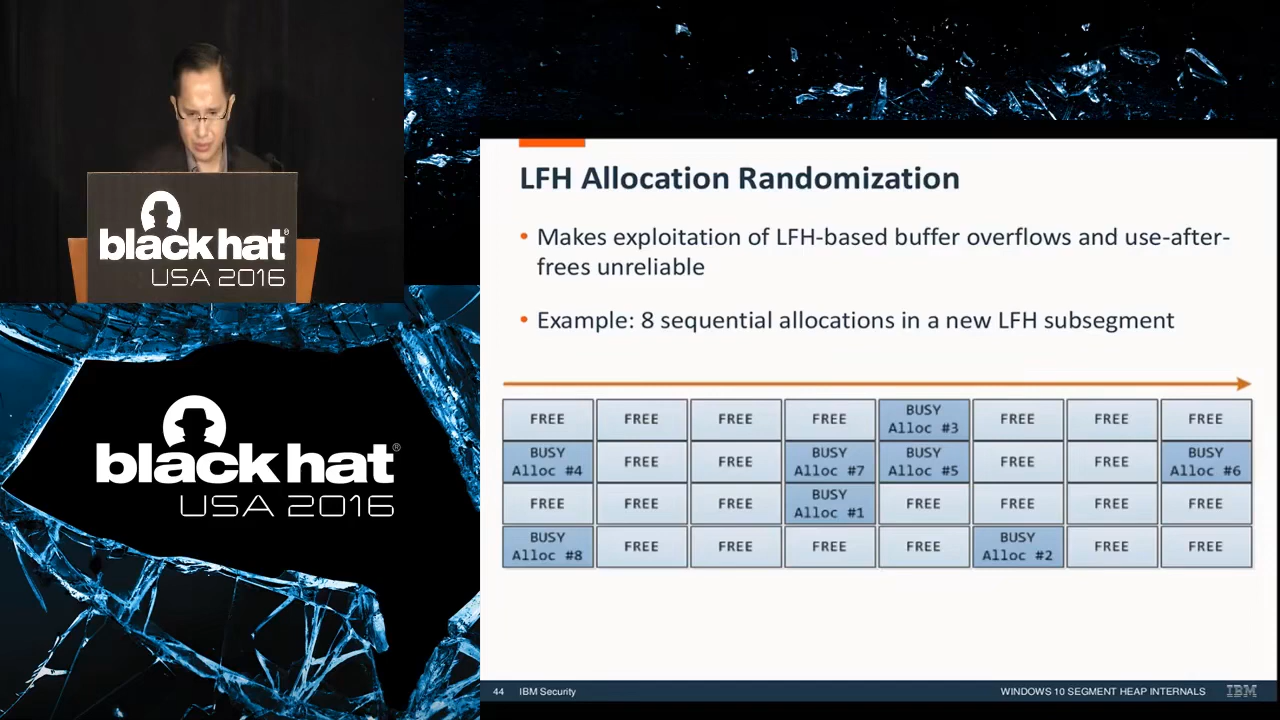 blackhat®
USA 2016
blackhat®
USA 2016
LFH Allocation Randomization
• Makes exploitation of LFH-based buffer overflows and use-after-
frees unreliable
• Example: 8 sequential allocations in a new LFH subsegment
FREE FREE FREE FREE BUSY Alloc #3 FREE FREE FREE
BUSY Alloc #4 FREE FREE BUSY Alloc #7 BUSY Alloc #5 FREE FREE BUSY Alloc #6
FREE FREE FREE BUSY Alloc #1 FREE FREE FREE FREE
BUSY Alloc #8 FREE FREE FREE FREE BUSY Alloc #2 FREE FREE
44 IBM Security WINDOWS 10 SEGMENT HEAP INTERNALS IBM